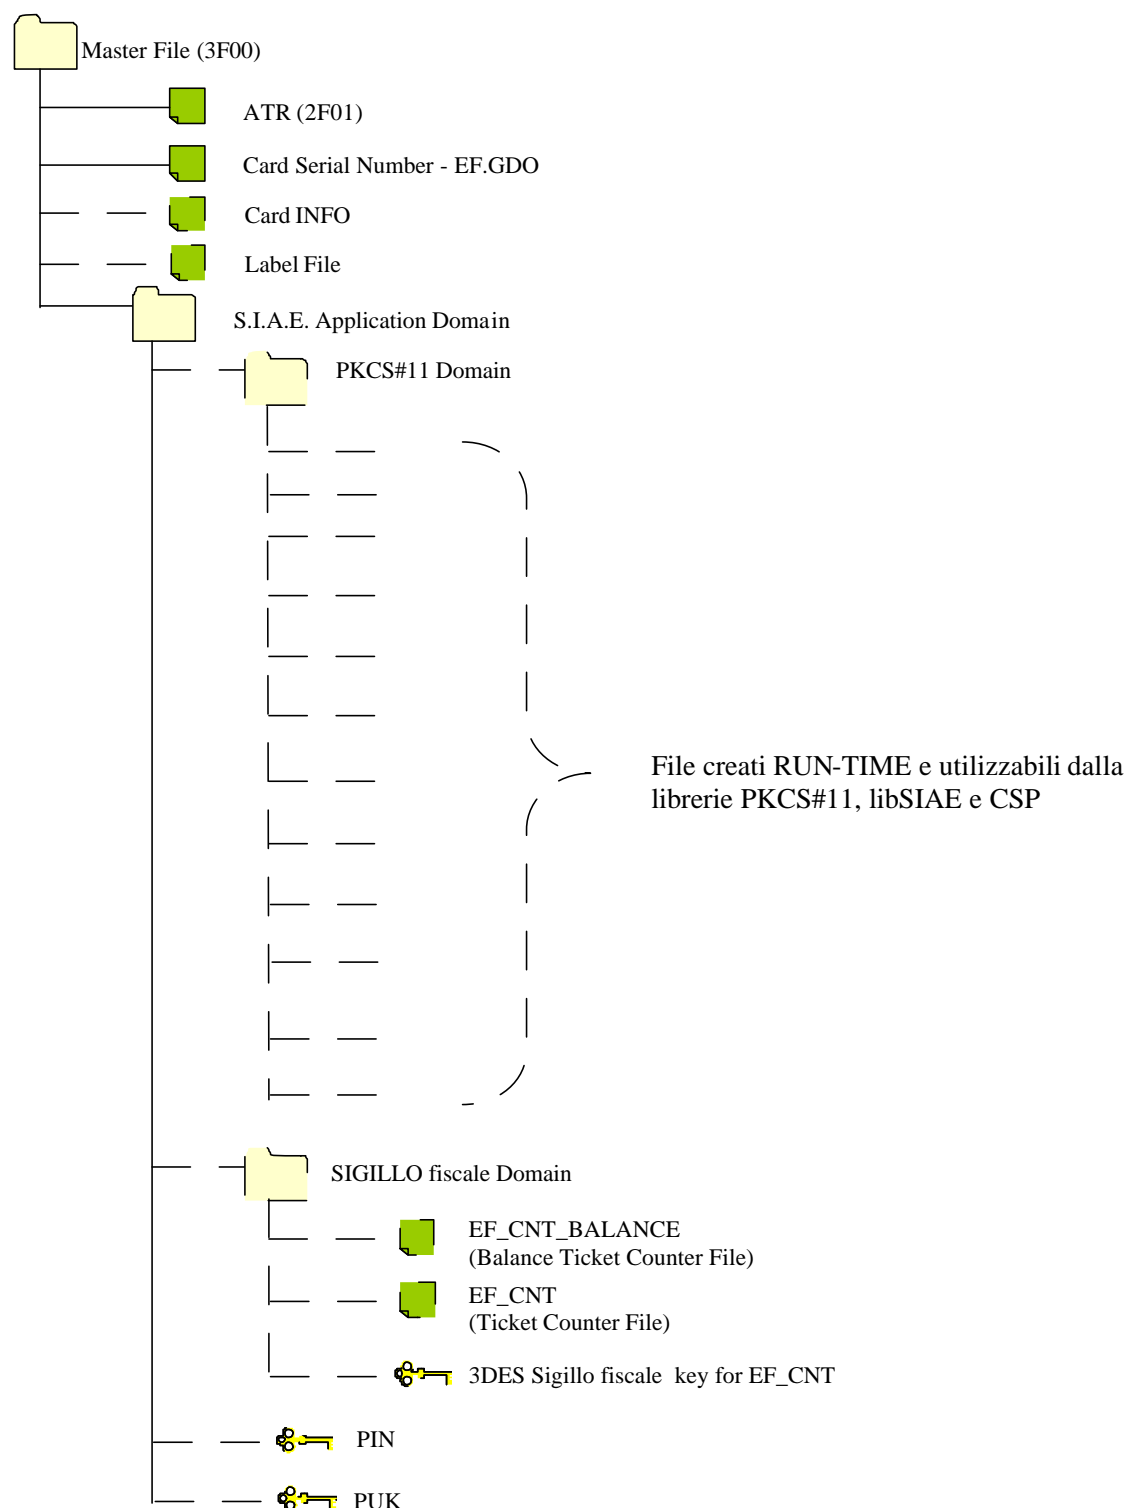 Master File (3F00)
ATR (2F01)
Card Serial Number - EF.GDO
Card INFO
Label File
S.I.A.E. Application Domain
PKCS#11 Domain
File creati RUN-TIME e utilizzabili dalla
librerie PKCS#11, libSIAE e CSP
SIGILLO fiscale Domain
EF_CNT_BALANCE
(Balance Ticket Counter File)
EF_CNT
(Ticket Counter File)
3DES Sigillo fiscale key for EF_CNT
PIN
PUK